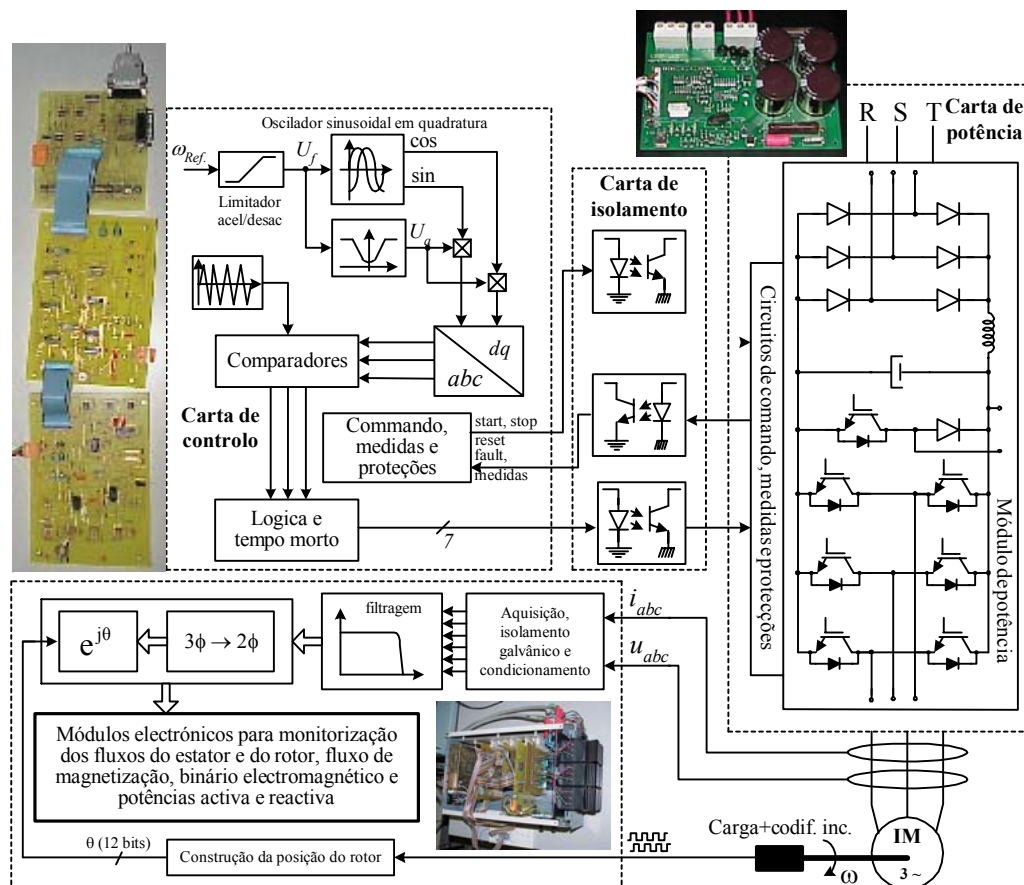 R S T
Carta de
potência
Oscilador sinusoidal em quadratura
cos
sin
ωRef.
Uf
Limitador
acel/desac
Ua
Carta de
isolamento
Comparadores
dq
abc
Carta de
controlo
Commando,
medidas e
proteções
start, stop
reset
fault,
medidas
Logica e
tempo morto
7
Circuitos de comando, medidas e protecções
Módulo de potência
filtragem
Aquisição,
isolamento
galvânico e
condicionamento
iabc
uabc
ejθ
3ϕ → 2ϕ
Módulos electrónicos para monitorização
dos fluxos do estator e do rotor, fluxo de
magnetização, binário electromagnético e
potências activa e reactiva
θ (12 bits)
Construção da posição do rotor
Carga+codif. inc.
ω
IM
3 ~